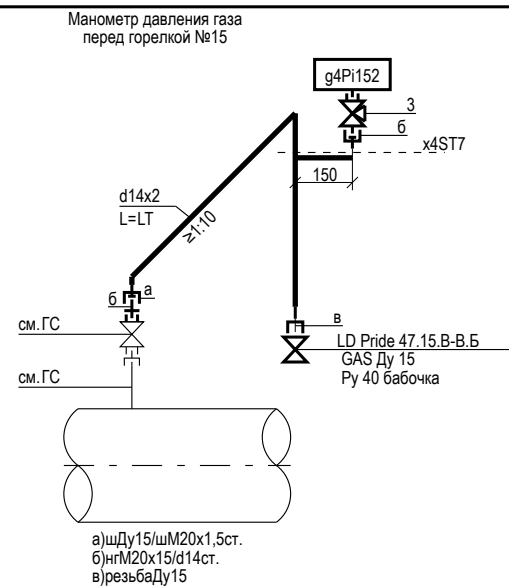 Манометр давления газа
перед горелкой №15
g4Pi152
3
б
x4ST7
150
d14x2
L=LT
≥1:10
а
б
см.ГС
в
LD Pride 47.15.В-В.Б
GAS Ду 15
Ру 40 бабочка
см.ГС
а)шДу15/шМ20х1,5ст.
б)нгМ20х15/d14ст.
в)резьбаДу15